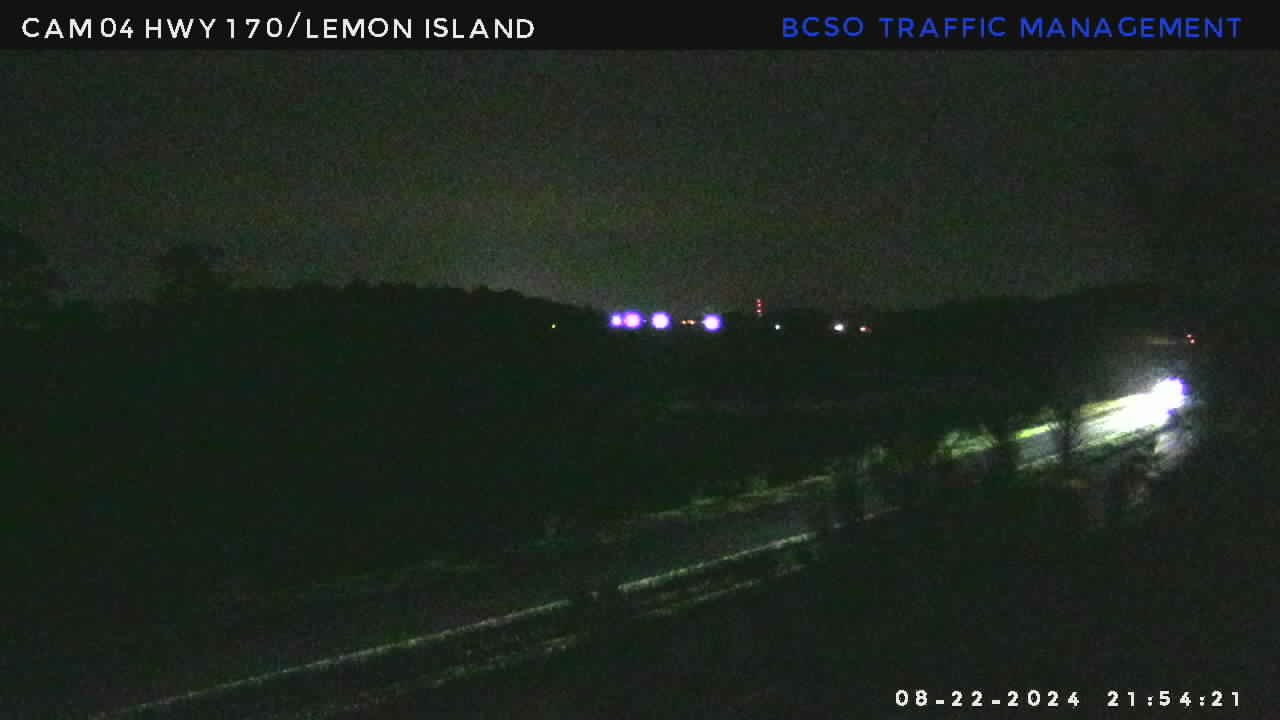 CAM04 HWY 170/LEMON ISLAND
BCSO TRAFFIC MANAGEMENT
08-22-2024 21:54:21